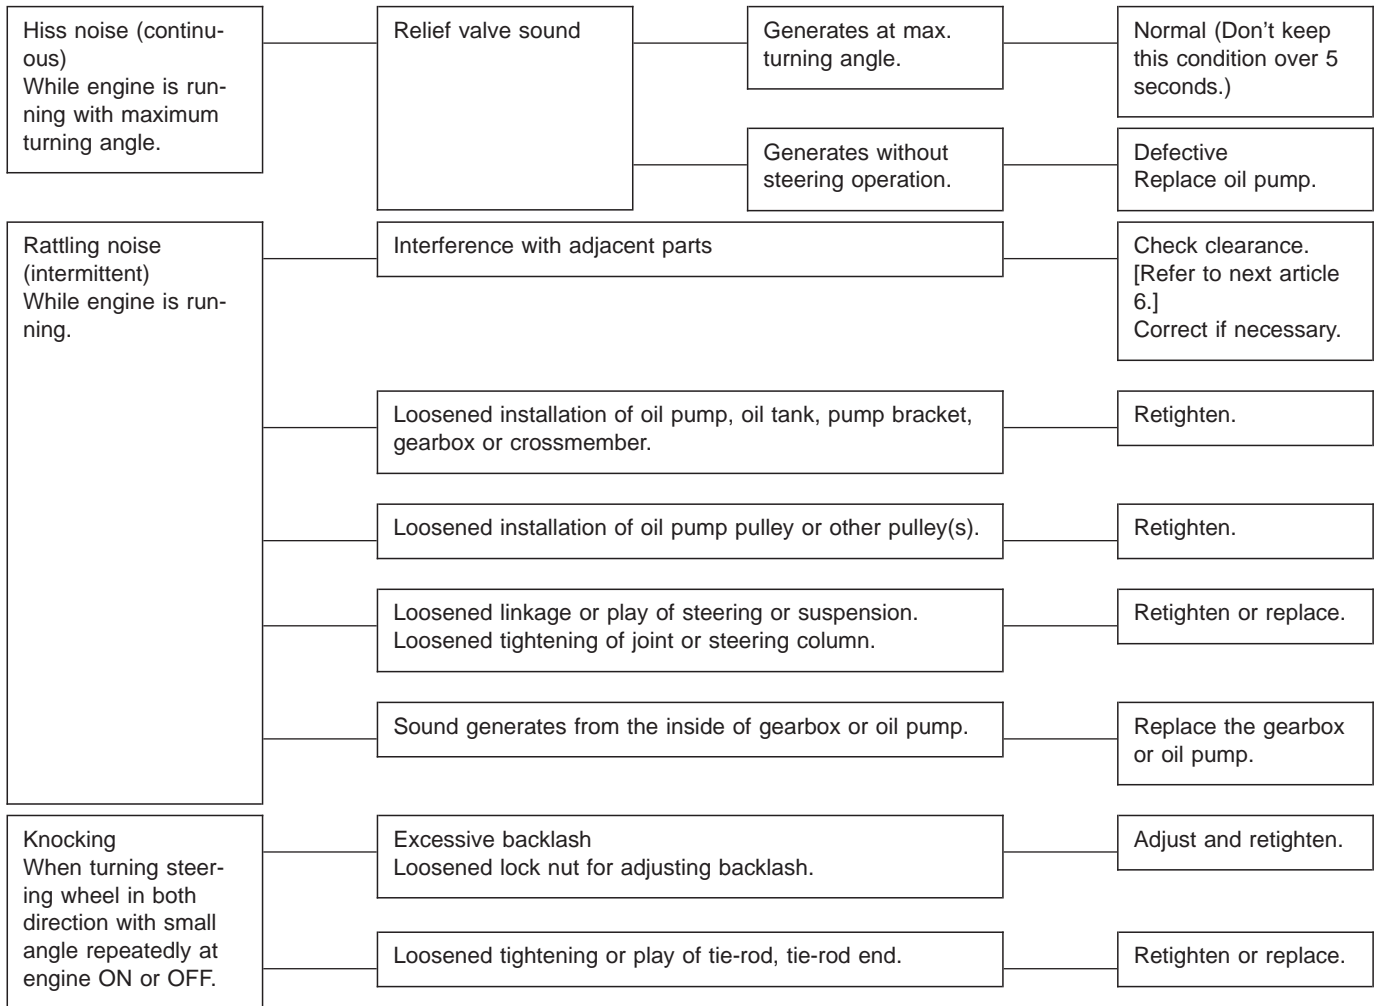 Hiss noise (continu-
ous)
While engine is run-
ning with maximum
turning angle.
Relief valve sound
Generates at max.
turning angle.
Normal (Don't keep
this condition over 5
seconds.)
Generates without
steering operation.
Defective
Replace oil pump.
Rattling noise
(intermittent)
While engine is run-
ning.
Interference with adjacent parts
Check clearance.
[Refer to next article
6.]
Correct if necessary.
Loosened installation of oil pump, oil tank, pump bracket,
gearbox or crossmember.
Retighten.
Loosened installation of oil pump pulley or other pulley(s).
Retighten.
Loosened linkage or play of steering or suspension.
Loosened tightening of joint or steering column.
Retighten or replace.
Sound generates from the inside of gearbox or oil pump.
Replace the gearbox
or oil pump.
Knocking
When turning steer-
ing wheel in both
direction with small
angle repeatedly at
engine ON or OFF.
Excessive backlash
Loosened lock nut for adjusting backlash.
Adjust and retighten.
Loosened tightening or play of tie-rod, tie-rod end.
Retighten or replace.